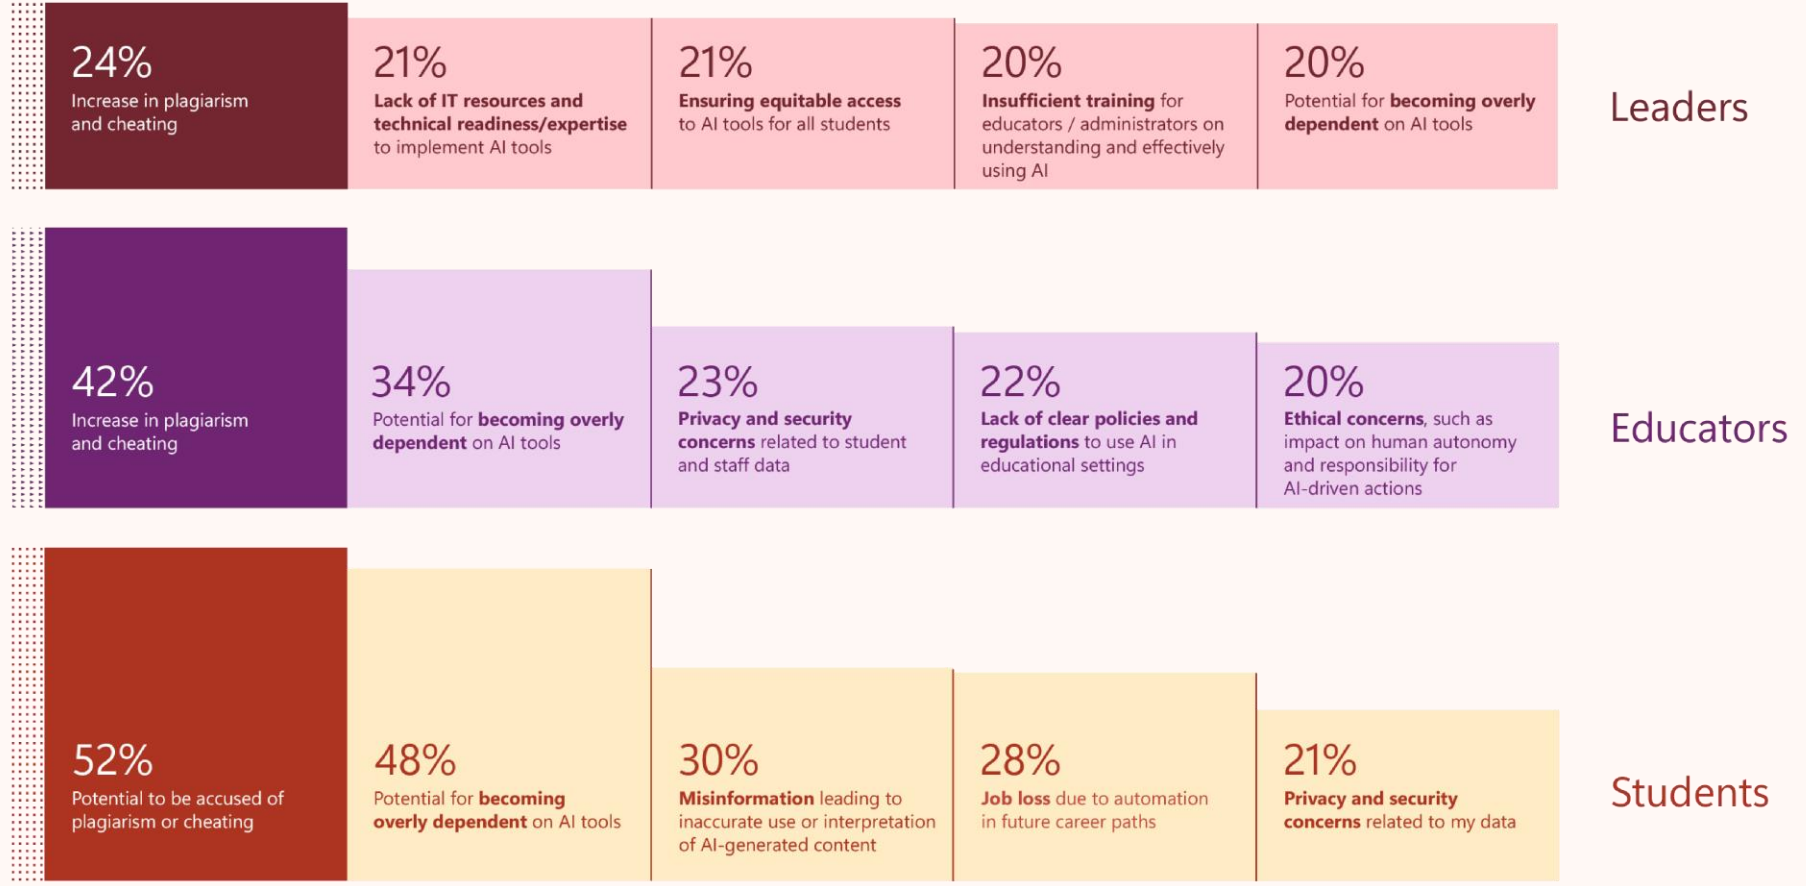 24%
Increase in plagiarism
and cheating
21%
Lack of IT resources and
technical readiness/expertise
to implement AI tools
21%
Ensuring equitable access
to AI tools for all students
20%
Insufficient training for
educators / administrators on
understanding and effectively
using AI
20%
Potential for becoming overly
dependent on AI tools
Leaders
42%
Increase in plagiarism
and cheating
34%
Potential for becoming overly
dependent on AI tools
23%
Privacy and security
concerns related to student
and staff data
22%
Lack of clear policies and
regulations to use AI in
educational settings
20%
Ethical concerns, such as
impact on human autonomy
and responsibility for
AI-driven actions
Educators
52%
Potential to be accused of
plagiarism or cheating
48%
Potential for becoming
overly dependent on AI tools
30%
Misinformation leading to
inaccurate use or interpretation
of AI-generated content
28%
Job loss due to automation
in future career paths
21%
Privacy and security
concerns related to my data
Students